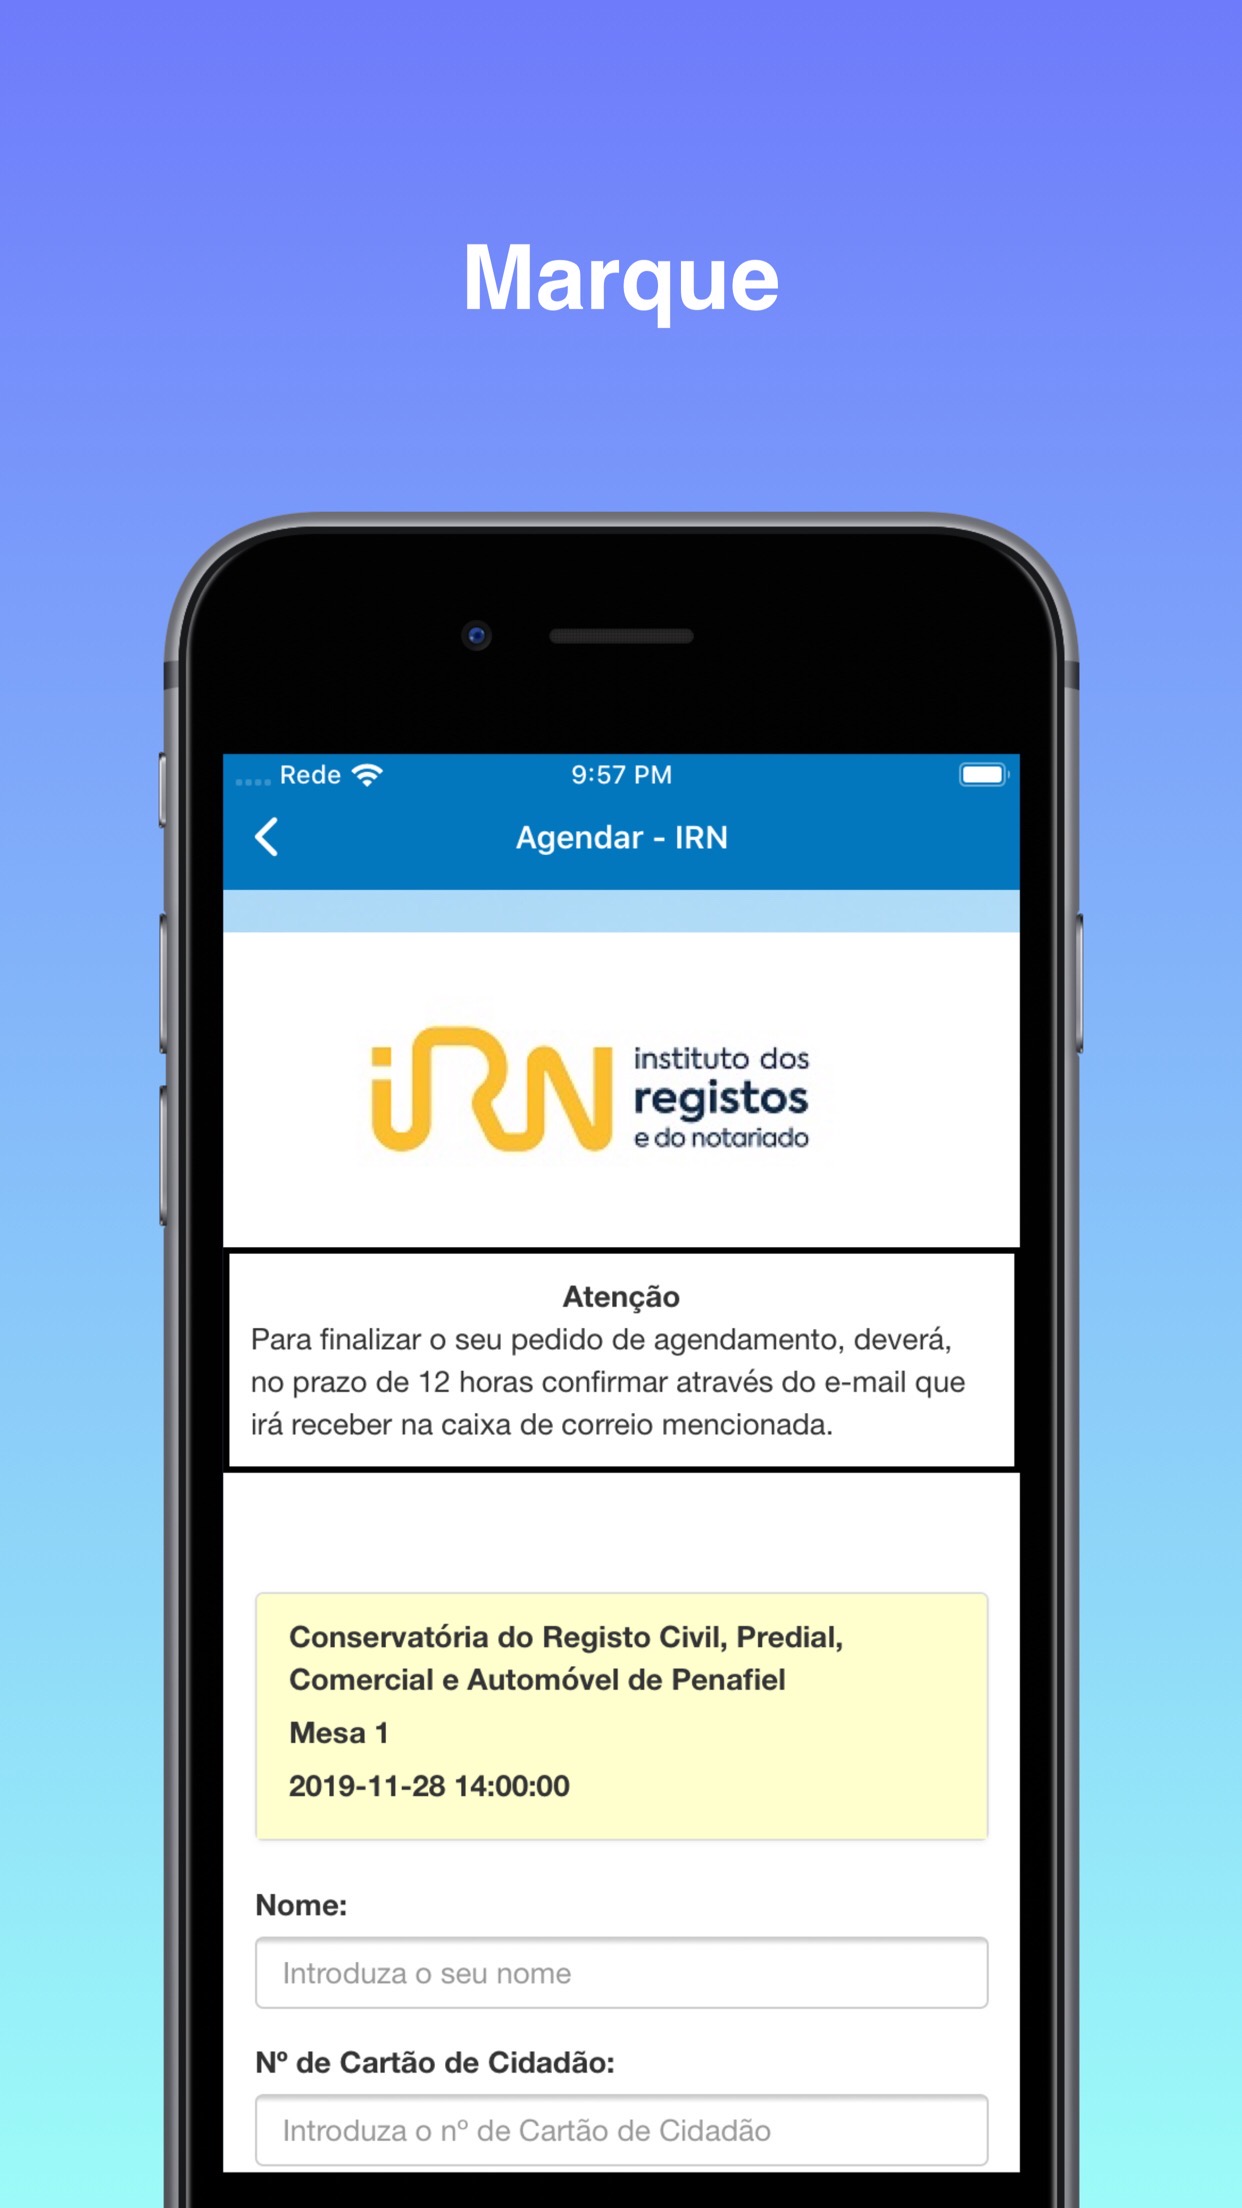 Marque
Rede
9:57 PM
Agendar - IRN
iRN
instituto dos
registos
e do notariado
Atenção
Para finalizar o seu pedido de agendamento, deverá,
no prazo de 12 horas confirmar através do e-mail que
irá receber na caixa de correio mencionada.
Conservatória do Registo Civil, Predial,
Comercial e Automóvel de Penafiel
Mesa 1
2019-11-28 14:00:00
Nome:
Introduza o seu nome
Nº de Cartão de Cidadão:
Introduza o nº de Cartão de Cidadão